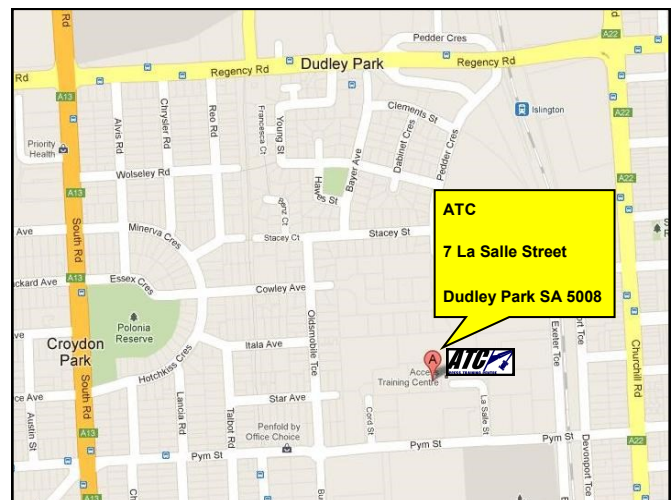 Rd
Rd
A22
Pedder Cres
Rd
Regency Rd
Dudley Park
Regency Rd
A13
Alvis Rd
Chrysler Rd
Reo Rd
Francesca Ct
Young St
Clements St
Islington
Priority
Health
Bayer Ave
Dabinet Cres
Pedder Cres
Wolseley Rd
A22
A13
Hawes St
ATC
7 La Salle Street
Dudley Park SA 5008
Ave
South Rd
Minerva Cres
Stacey Ct
Stacey St
A13
ckard Ave
Essex Cres
Cowley Ave
Polonia
Reserve
Oldsmobile Tce
Exeter Tce
Churchill Rd
Croydon
Park
Itala Ave
A
ATC
Access
Training Centre
Hotchkiss Cres
South Rd
ce Ave
Star Ave
La Salle St
Austin St
Lancia Rd
Talbot Rd
Cord St
Penfold by
Office Choice
A13
Pym St
Pym St
Pym St
A22
Devonport Tce